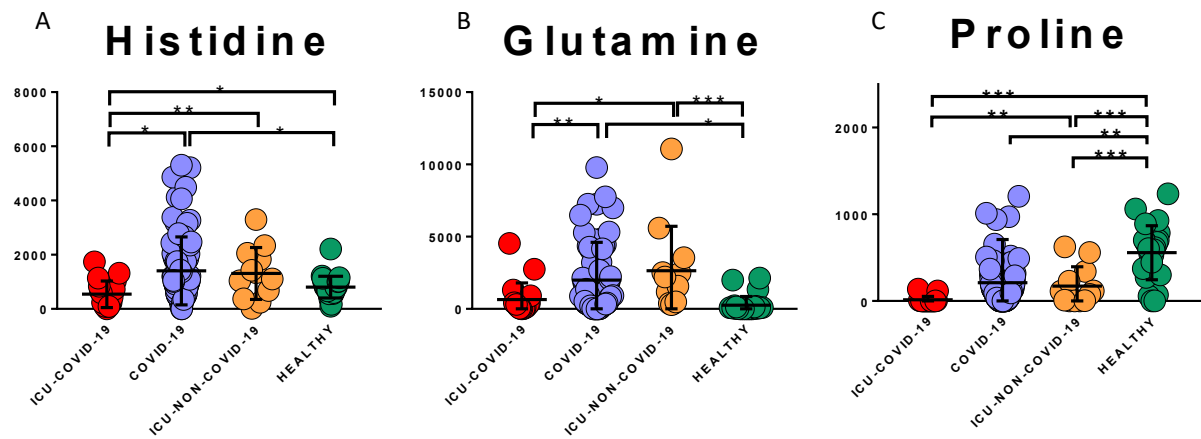 A
Histidine
8000
6000
4000
2000
0
*
**
*
*
ICU-COVID-19
COVID-19
ICU-NON-COVID-19
HEALTHY
B
Glutamine
15000
10000
5000
0
*
***
**
*
ICU-COVID-19
COVID-19
ICU-NON-COVID-19
HEALTHY
C
Proline
2000
1000
0
***
**
***
**
***
ICU-COVID-19
COVID-19
ICU-NON-COVID-19
HEALTHY